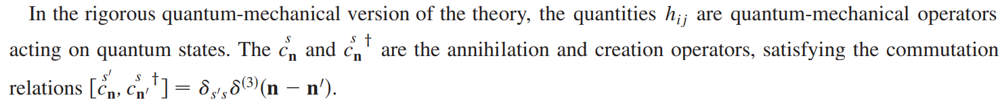 In the rigorous quantum-mechanical version of the theory, the quantities $h_{ij}$ are quantum-mechanical operators
acting on quantum states. The $\overset{s}{c}_{\mathbf{n}}$ and $\overset{s}{c}_{\mathbf{n}}{}^{\dagger}$ are the annihilation and creation operators, satisfying the commutation
relations $[\overset{s'}{c}_{\mathbf{n}}, \overset{s}{c}_{\mathbf{n}'}{}^{\dagger}] = \delta_{s's}\delta^{(3)}(\mathbf{n} - \mathbf{n}')$.